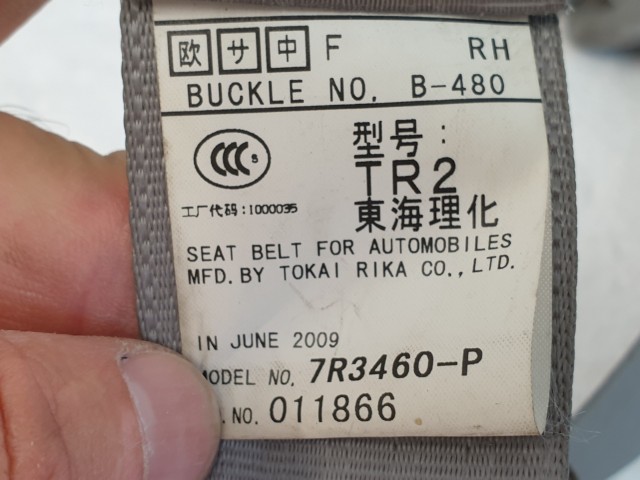 欧 サ 中 F RH
BUCKLE NO. B-480
CCC S
型号:
TR2
工厂代码:1000035
東海理化
SEAT BELT FOR AUTOMOBILES
MFD. BY TOKAI RIKA CO., LTD.
IN JUNE 2009
MODEL NO. 7R3460-P
.NO. 011866